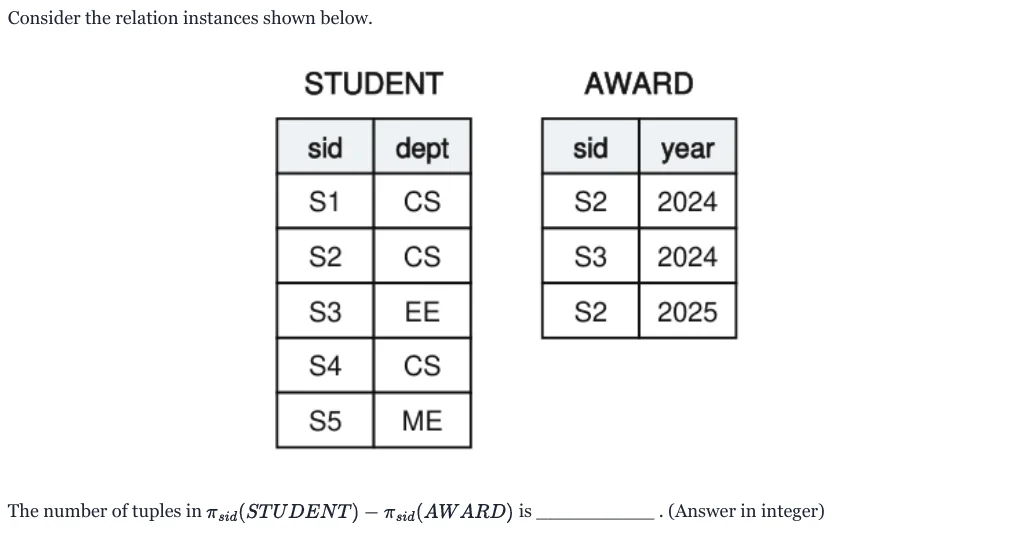 Consider the relation instances shown below.
STUDENT
sid dept
S1 CS
S2 CS
S3 EE
S4 CS
S5 ME
AWARD
sid year
S2 2024
S3 2024
S2 2025
The number of tuples in π_sid(STUDENT) − π_sid(AWARD) is ____________ . (Answer in integer)